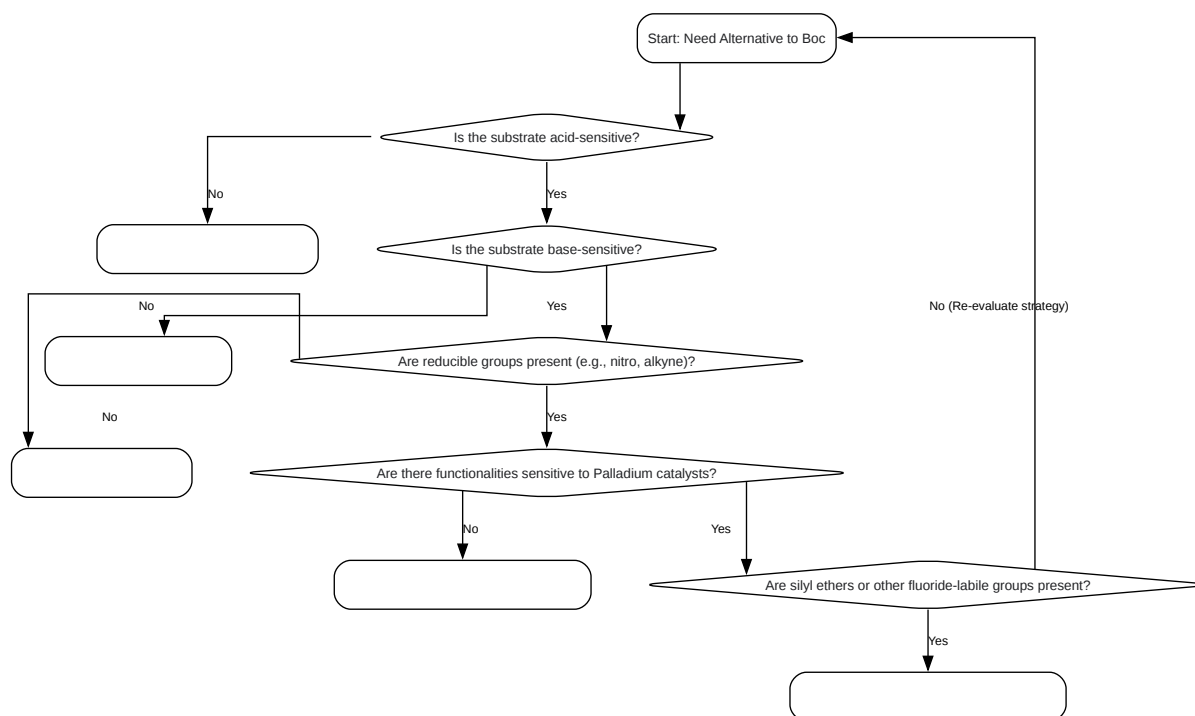 Start: Need Alternative to Boc
Is the substrate acid-sensitive?
No
Yes
Is the substrate base-sensitive?
No
Yes
No (Re-evaluate strategy)
Are reducible groups present (e.g., nitro, alkyne)?
No
Yes
Are there functionalities sensitive to Palladium catalysts?
No
Yes
Are silyl ethers or other fluoride-labile groups present?
Yes